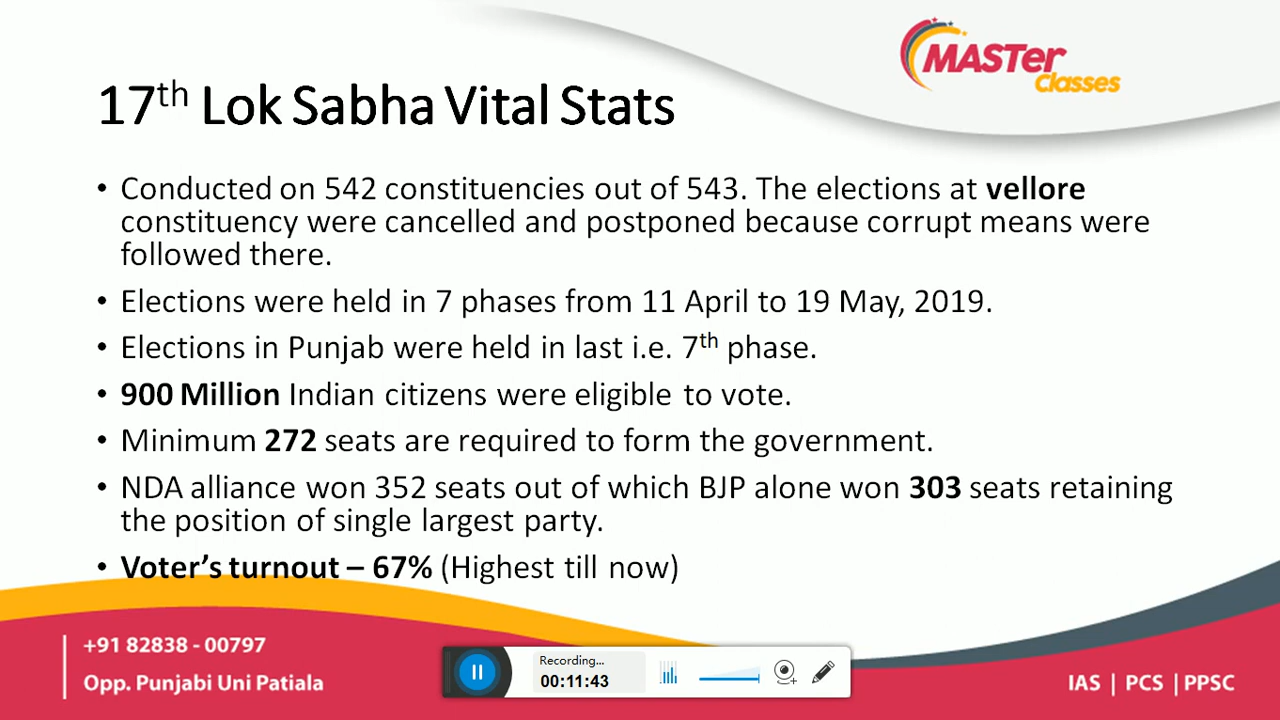 MASTer
Classes
17th Lok Sabha Vital Stats
• Conducted on 542 constituencies out of 543. The elections at vellore
constituency were cancelled and postponed because corrupt means were
followed there.
• Elections were held in 7 phases from 11 April to 19 May, 2019.
• Elections in Punjab were held in last i.e. 7th phase.
• 900 Million Indian citizens were eligible to vote.
• Minimum 272 seats are required to form the government.
• NDA alliance won 352 seats out of which BJP alone won 303 seats retaining
the position of single largest party.
• Voter’s turnout – 67% (Highest till now)
+91 82838 - 00797
Opp. Punjabi Uni Patiala
Recording...
00:11:43
IAS | PCS | PPSC